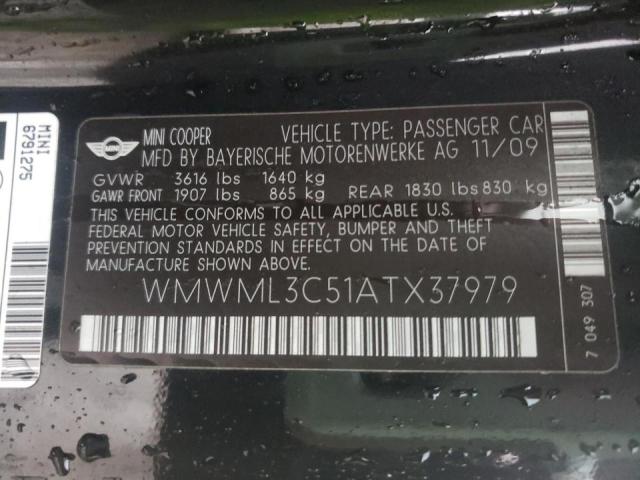 MINI
6791275
MINI
MINI COOPER
VEHICLE TYPE: PASSENGER CAR
MFD BY BAYERISCHE MOTORENWERKE AG 11/09
GVWR 3616 lbs 1640 kg
GAWR FRONT 1907 lbs 865 kg REAR 1830 lbs 830 kg
THIS VEHICLE CONFORMS TO ALL APPLICABLE U.S.
FEDERAL MOTOR VEHICLE SAFETY, BUMPER AND THEFT
PREVENTION STANDARDS IN EFFECT ON THE DATE OF
MANUFACTURE SHOWN ABOVE.
WMWML3C51ATX37979
7 049 307